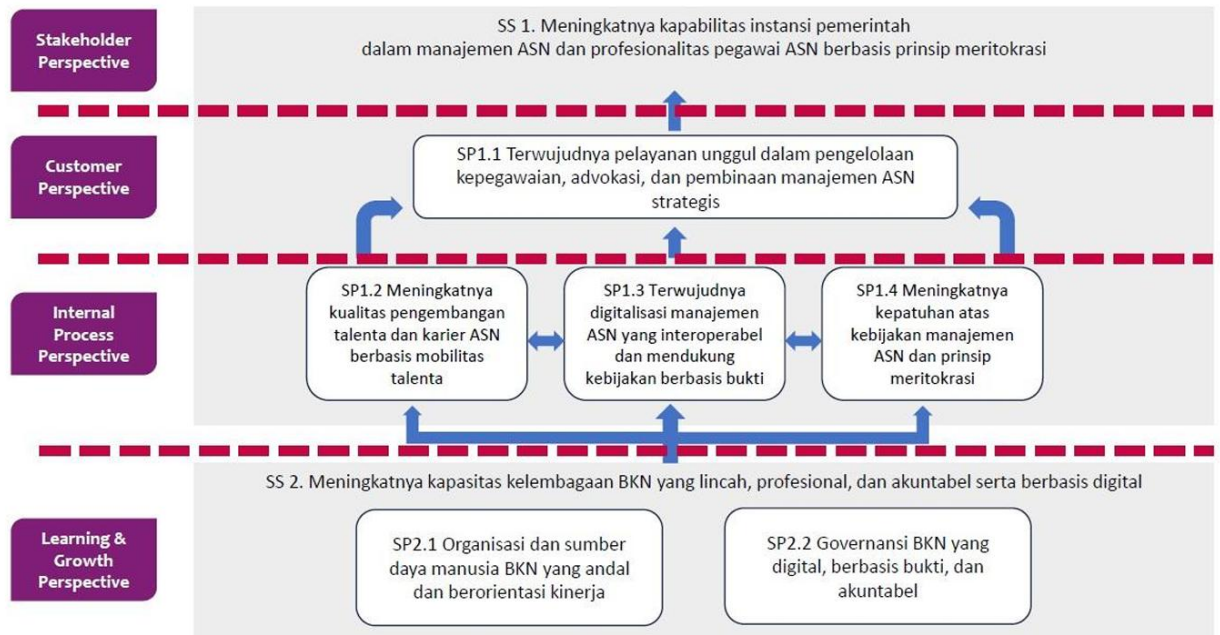 Stakeholder
Perspective
SS 1. Meningkatnya kapabilitas instansi pemerintah
dalam manajemen ASN dan profesionalitas pegawai ASN berbasis prinsip meritokrasi
Customer
Perspective
SP1.1 Terwujudnya pelayanan unggul dalam pengelolaan
kepegawaian, advokasi, dan pembinaan manajemen ASN
strategis
Internal
Process
Perspective
SP1.2 Meningkatnya
kualitas pengembangan
talenta dan karier ASN
berbasis mobilitas
talenta
SP1.3 Terwujudnya
digitalisasi manajemen
ASN yang interoperabel
dan mendukung
kebijakan berbasis bukti
SP1.4 Meningkatnya
kepatuhan atas
kebijakan manajemen
ASN dan prinsip
meritokrasi
SS 2. Meningkatnya kapasitas kelembagaan BKN yang lincah, profesional, dan akuntabel serta berbasis digital
Learning &
Growth
Perspective
SP2.1 Organisasi dan sumber
daya manusia BKN yang andal
dan berorientasi kinerja
SP2.2 Governansi BKN yang
digital, berbasis bukti, dan
akuntabel